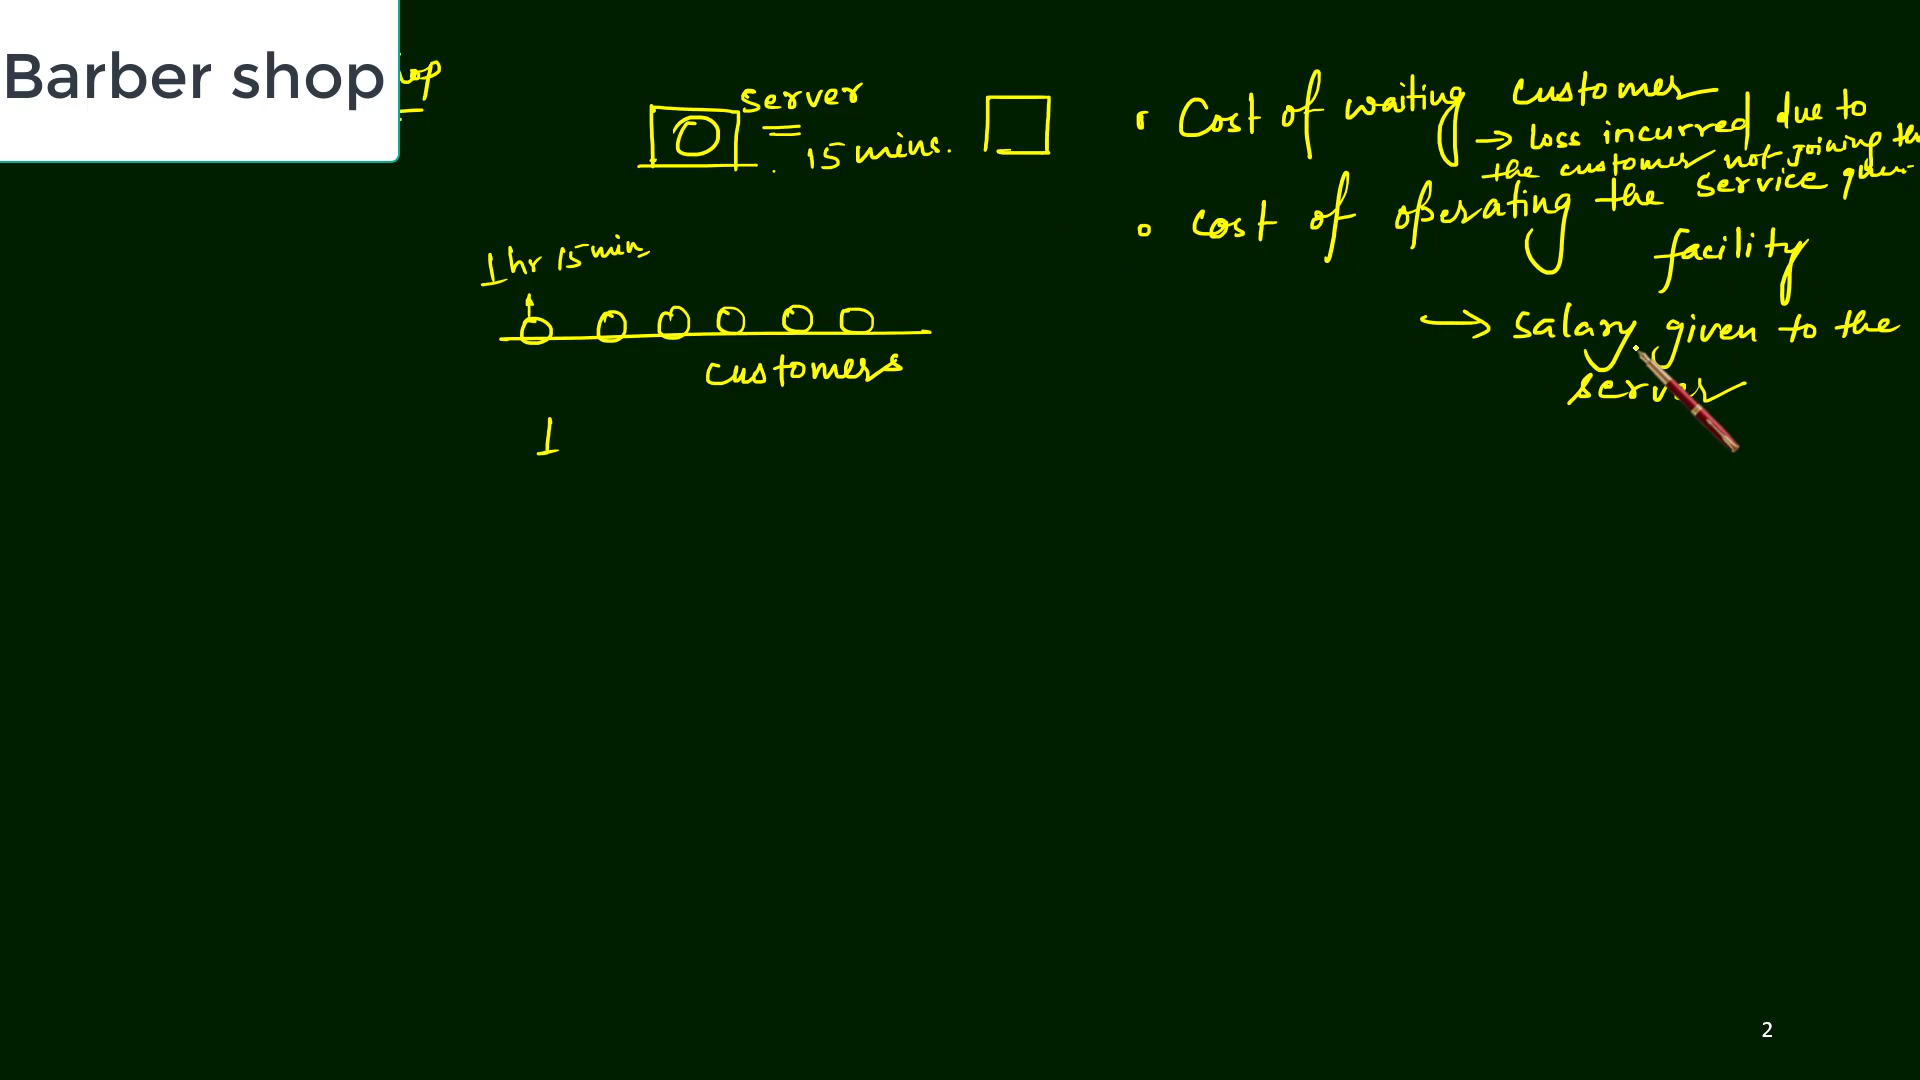 Barber shop
server
15 mins.
1 hr 15 min
customers
1
Cost of waiting customer
→ Loss incurred due to
the customer not joining the
Cost of operating the service
facility
→ salary given to the
server
2